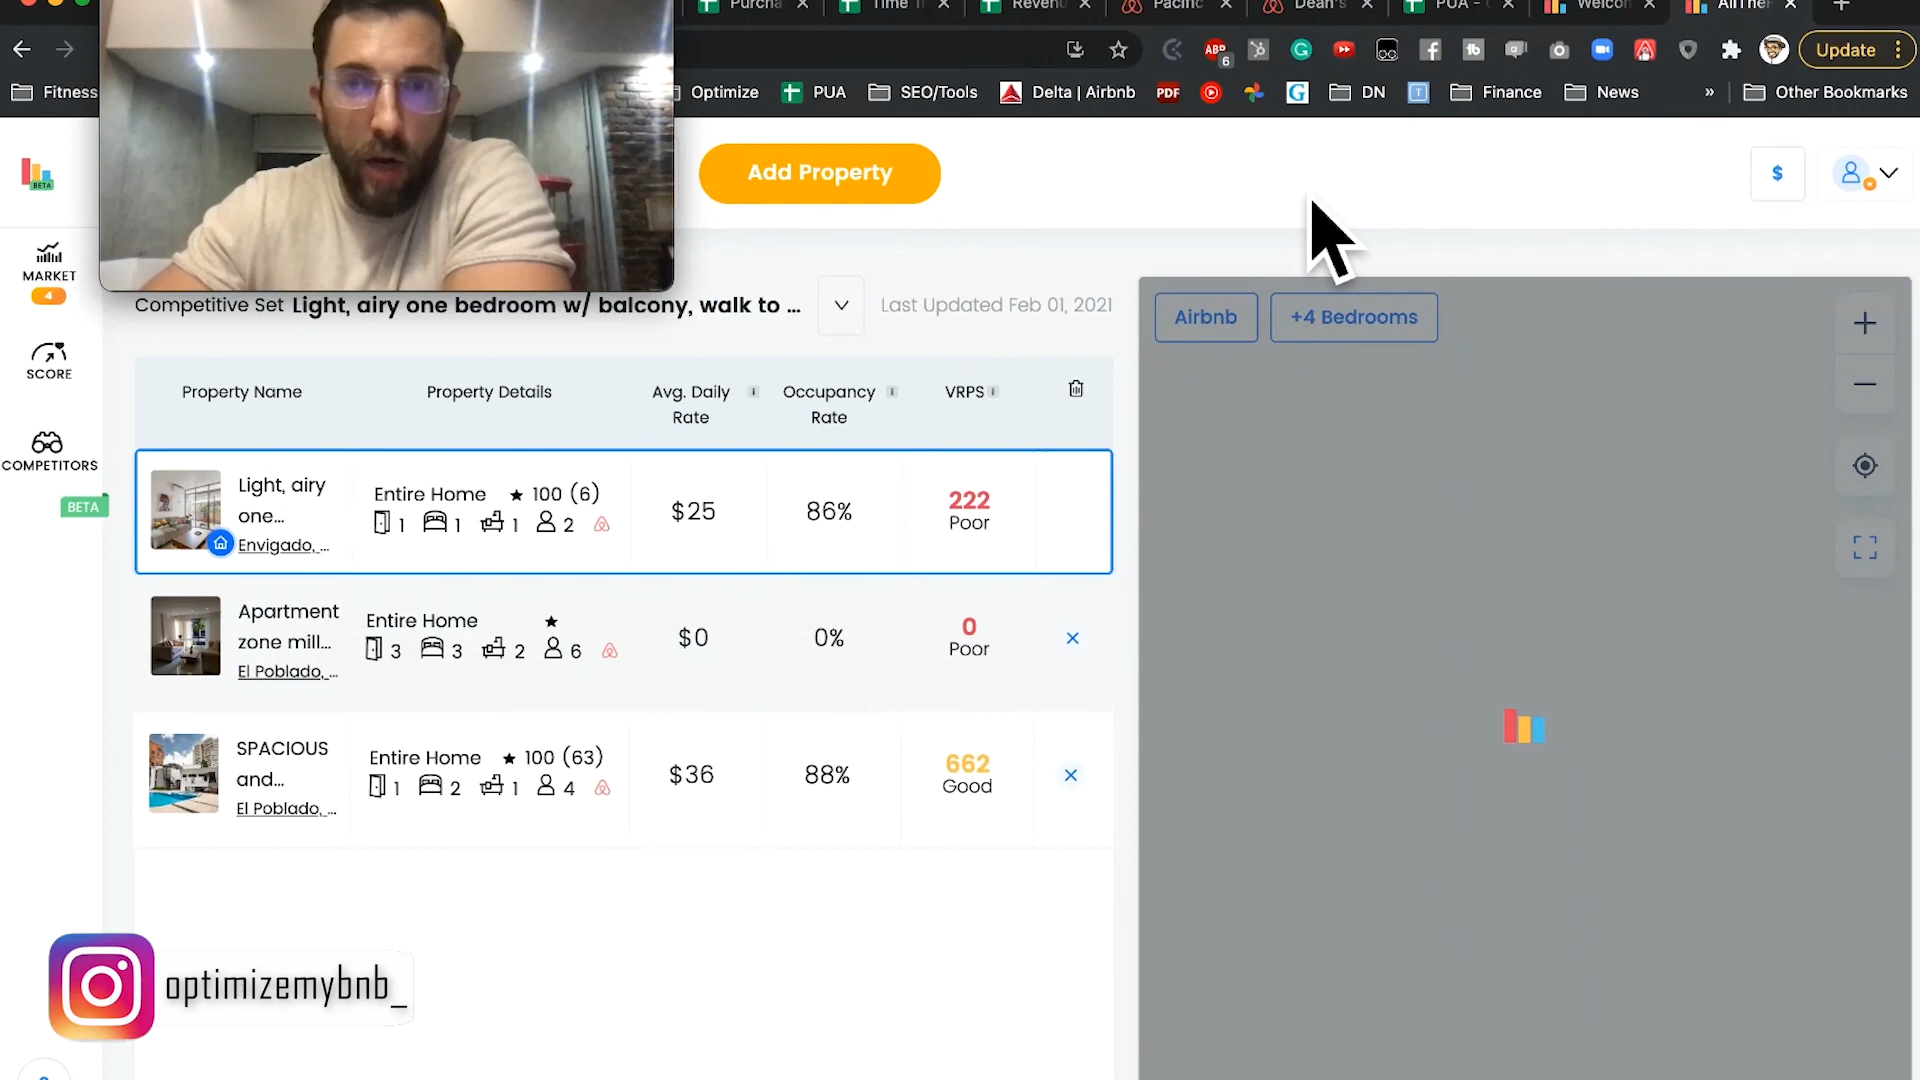 Purcha
Time Tr
Revenu
Pacific
Dean's
PUA -
Welcom
AllTheR
ABP
6
Update
Fitness
Optimize
PUA
SEO/Tools
Delta | Airbnb
PDF
DN
Finance
News
»
Other Bookmarks
BETA
Add Property
$
MARKET
4
SCORE
COMPETITORS
BETA
Competitive Set Light, airy one bedroom w/ balcony, walk to ...
Last Updated Feb 01, 2021
Airbnb
+4 Bedrooms
Property Name
Property Details
Avg. Daily
Rate
Occupancy
Rate
VRPS
Light, airy
one...
Envigado, ...
Entire Home ★ 100 (6)
1 1 1 2
$25
86%
222
Poor
Apartment
zone mill...
El Poblado, ...
Entire Home ★
3 3 2 6
$0
0%
0
Poor
SPACIOUS
and...
El Poblado, ...
Entire Home ★ 100 (63)
1 2 1 4
$36
88%
662
Good
optimizemybnb_